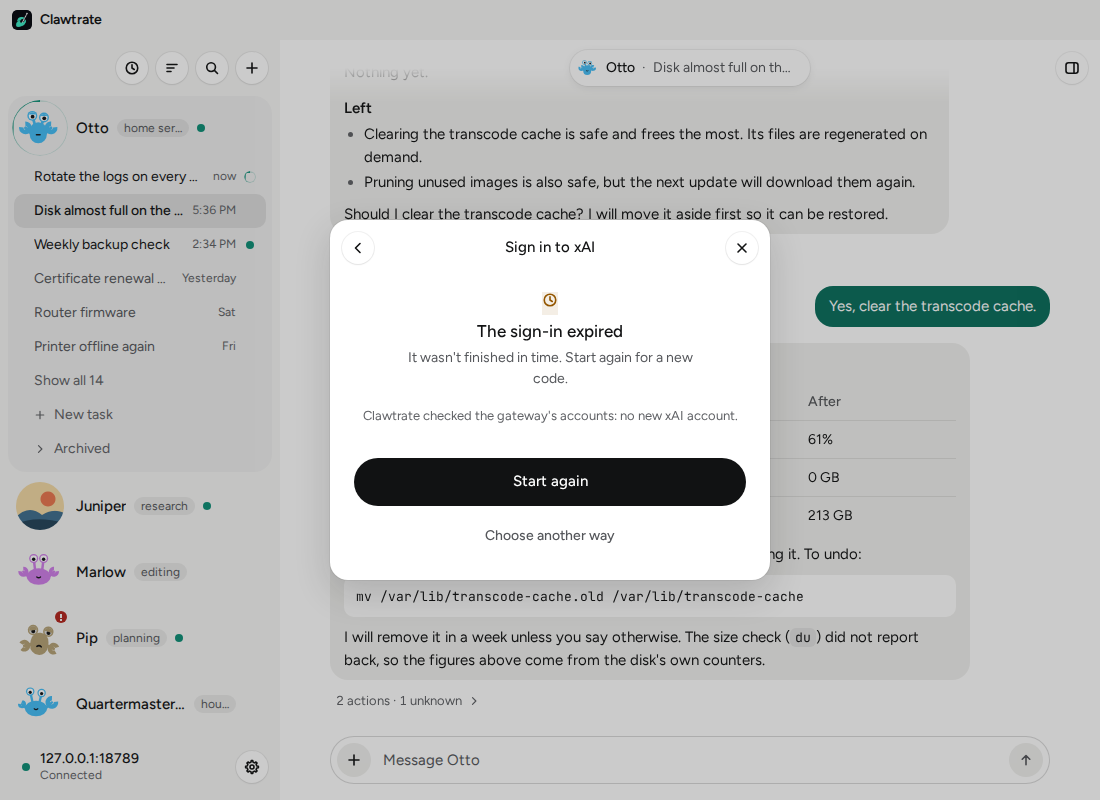 Clawtrate
Otto
home ser…
Rotate the logs on every …
now
Disk almost full on the …
5:36 PM
Weekly backup check
2:34 PM
Certificate renewal …
Yesterday
Router firmware
Sat
Printer offline again
Fri
Show all 14
New task
Archived
Juniper
research
Marlow
editing
Pip
planning
Quartermaster…
hou…
127.0.0.1:18789
Connected
Otto · Disk almost full on th…
Nothing yet.
Left
Clearing the transcode cache is safe and frees the most. Its files are regenerated on
demand.
Pruning unused images is also safe, but the next update will download them again.
Should I clear the transcode cache? I will move it aside first so it can be restored.
Yes, clear the transcode cache.
Sign in to xAI
The sign-in expired
It wasn't finished in time. Start again for a new
code.
Clawtrate checked the gateway's accounts: no new xAI account.
Start again
Choose another way
After
61%
0 GB
213 GB
it. To undo:
mv /var/lib/transcode-cache.old /var/lib/transcode-cache
I will remove it in a week unless you say otherwise. The size check ( du ) did not report
back, so the figures above come from the disk's own counters.
2 actions · 1 unknown
Message Otto